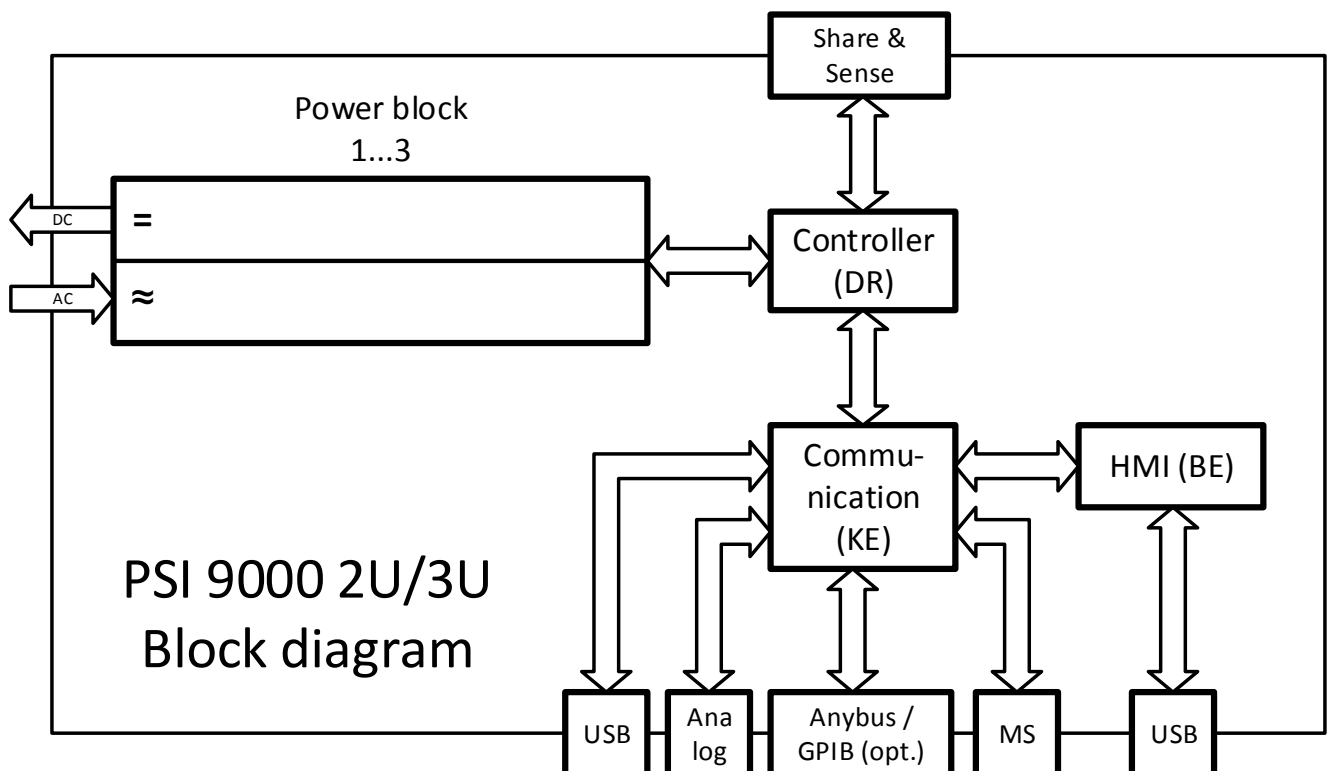 Share &
Sense
Power block
1...3
DC
=
AC
≈
Controller
(DR)
Commu-
nication
(KE)
HMI (BE)
PSI 9000 2U/3U
Block diagram
USB
Ana
log
Anybus /
GPIB (opt.)
MS
USB